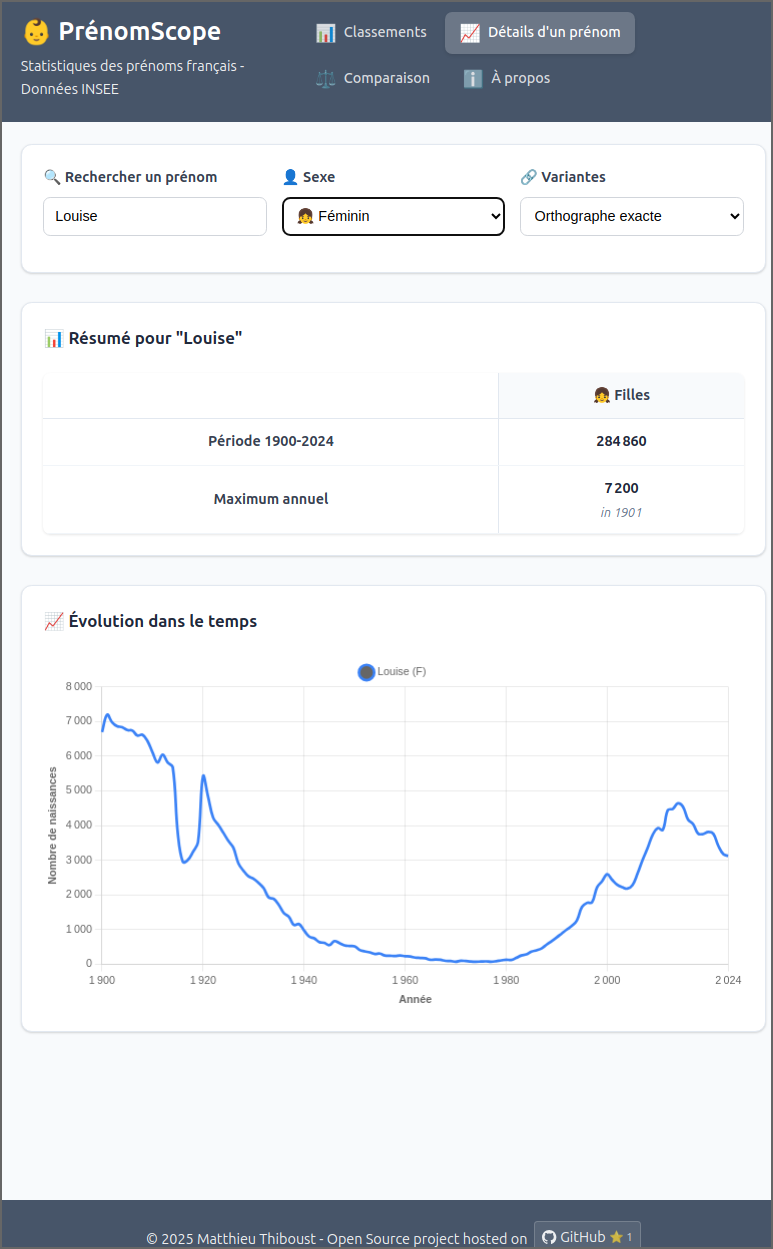 👶 PrénomScope
Statistiques des prénoms français -
Données INSEE
📊 Classements
📈 Détails d'un prénom
⚖️ Comparaison
ℹ️ À propos
🔍 Rechercher un prénom
👤 Sexe
🔗 Variantes
Louise
👧 Féminin
Orthographe exacte
📊 Résumé pour "Louise"
👧 Filles
Période 1900-2024
284 860
Maximum annuel
7 200
in 1901
📈 Évolution dans le temps
Louise (F)
8 000
7 000
6 000
5 000
4 000
3 000
2 000
1 000
0
Nombre de naissances
1 900
1 920
1 940
1 960
1 980
2 000
2 024
Année
© 2025 Matthieu Thiboust - Open Source project hosted on GitHub ⭐ 1